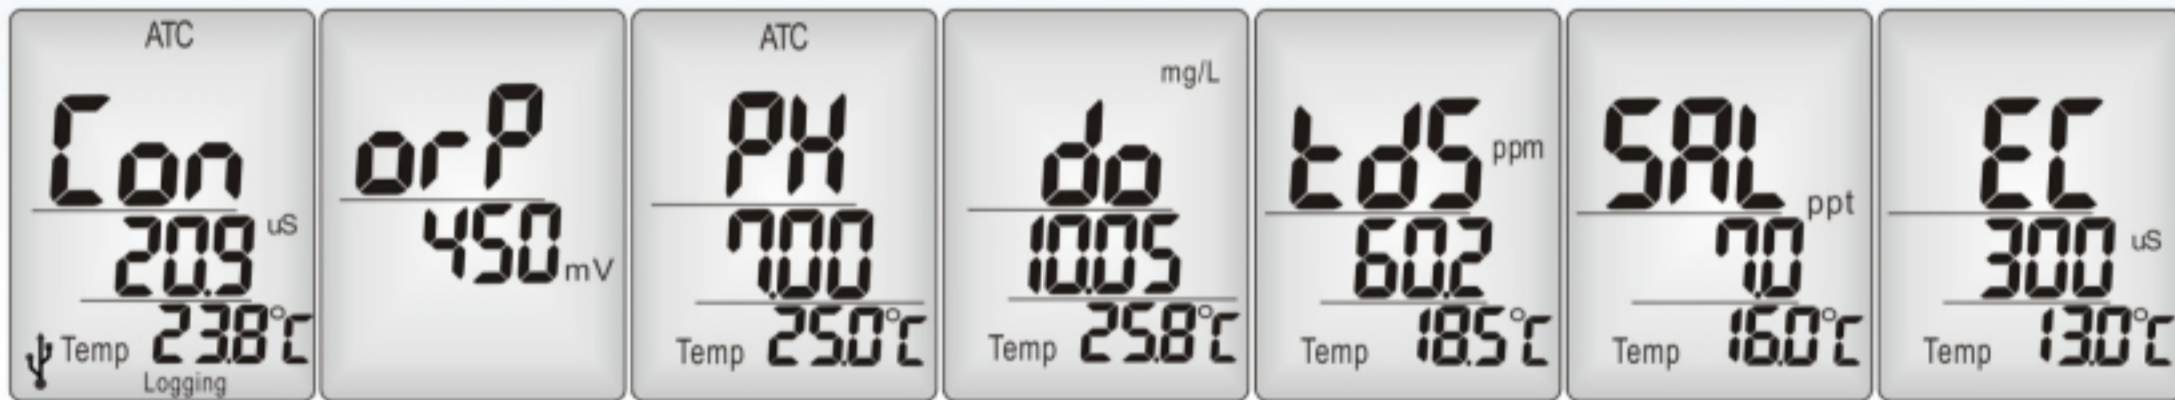 ATC
Con
20.9 uS
23.8°C
Temp
Logging
orP
450 mV
ATC
PH
7.00
Temp 25.0°C
mg/L
do
10.05
Temp 25.8°C
tdS ppm
60.2
Temp 18.5°C
SAL ppt
7.0
Temp 16.0°C
EC
300 uS
Temp 13.0°C